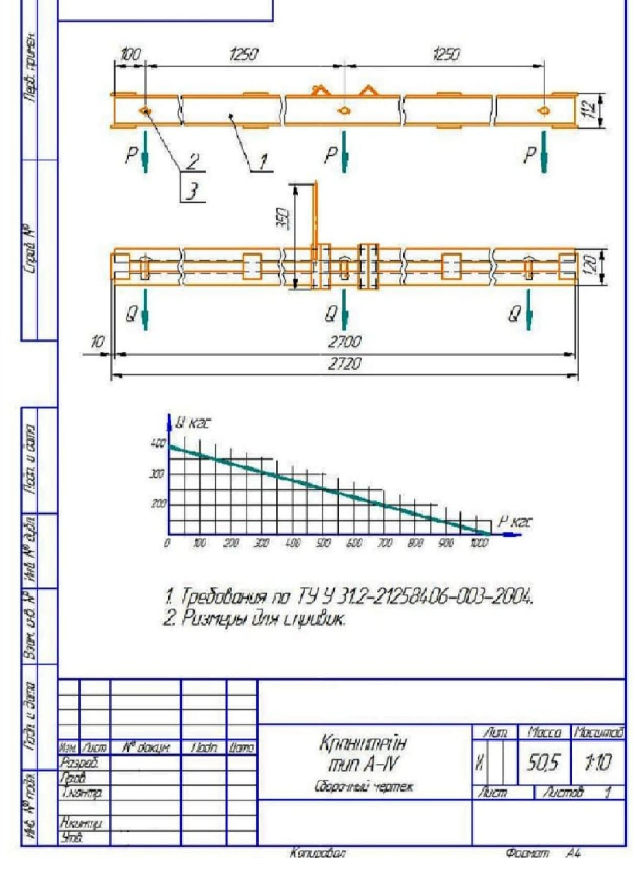 Перв. примен.
100 1250 1250
112
P P P
2 1
3
350
Справ. №
120
Q Q Q
10 2700
2720
Q кгс
400
300
200
P кгс
0 100 200 300 400 500 600 700 800 900 1000
1. Требования по ТУ У 31.2-21258406-003-2004.
2. Размеры для справок.
Подп. и дата
Инв. № дубл.
Взам. инв. №
Подп. и дата
Инв. № подл.
Изм. Лист № докум. Подп. Дата
Разраб.
Пров.
Т.контр.
Н.контр.
Утв.
Кронштейн
тип А-IV
Сборочный чертеж
Лит. Масса Масштаб
И 50,5 1:10
Лист Листов 1
Копировал Формат A4